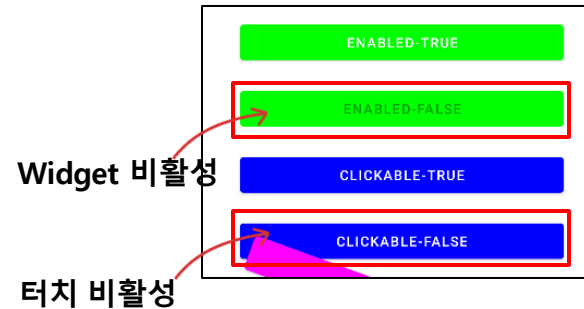 ENABLED-TRUE
ENABLED-FALSE
Widget 비활성
CLICKABLE-TRUE
CLICKABLE-FALSE
터치 비활성